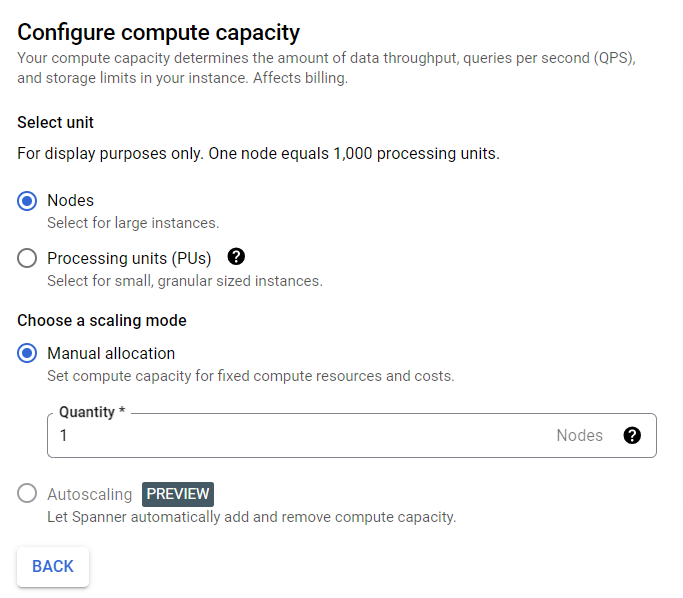 Configure compute capacity
Your compute capacity determines the amount of data throughput, queries per second (QPS),
and storage limits in your instance. Affects billing.
Select unit
For display purposes only. One node equals 1,000 processing units.
Nodes
Select for large instances.
Processing units (PUs) ?
Select for small, granular sized instances.
Choose a scaling mode
Manual allocation
Set compute capacity for fixed compute resources and costs.
Quantity *
1 Nodes ?
Autoscaling PREVIEW
Let Spanner automatically add and remove compute capacity.
BACK